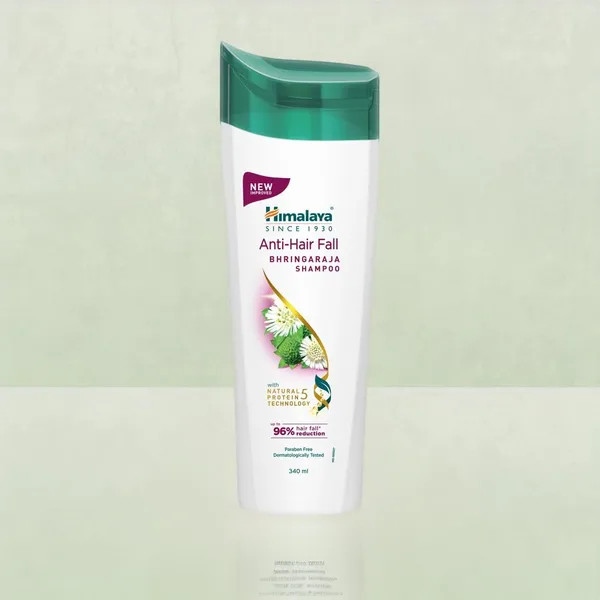 NEW
IMPROVED
Himalaya®
SINCE 1930
Anti-Hair Fall
BHRINGARAJA
SHAMPOO
with
NATURAL
PROTEIN 5
TECHNOLOGY
up to
96% hair fall*
reduction
Paraben Free
Dermatologically Tested
340 ml